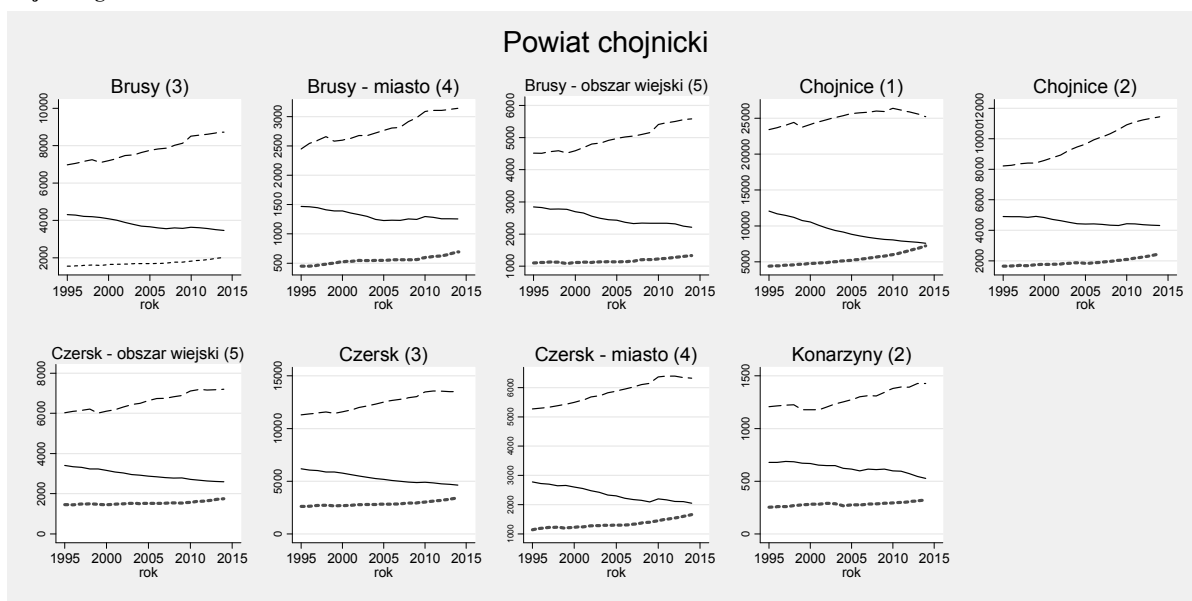 Powiat chojnicki
Brusy (3)
2000 4000 6000 8000 10000
1995 2000 2005 2010 2015
rok
Brusy - miasto (4)
500 1000 1500 2000 2500 3000
1995 2000 2005 2010 2015
rok
Brusy - obszar wiejski (5)
1000 2000 3000 4000 5000 6000
1995 2000 2005 2010 2015
rok
Chojnice (1)
5000 10000 15000 20000 25000
1995 2000 2005 2010 2015
rok
Chojnice (2)
2000 4000 6000 8000 10000 12000
1995 2000 2005 2010 2015
rok
Czersk - obszar wiejski (5)
0 2000 4000 6000 8000
1995 2000 2005 2010 2015
rok
Czersk (3)
0 5000 10000 15000
1995 2000 2005 2010 2015
rok
Czersk - miasto (4)
1000 2000 3000 4000 5000 6000
1995 2000 2005 2010 2015
rok
Konarzyny (2)
0 500 1000 1500
1995 2000 2005 2010 2015
rok